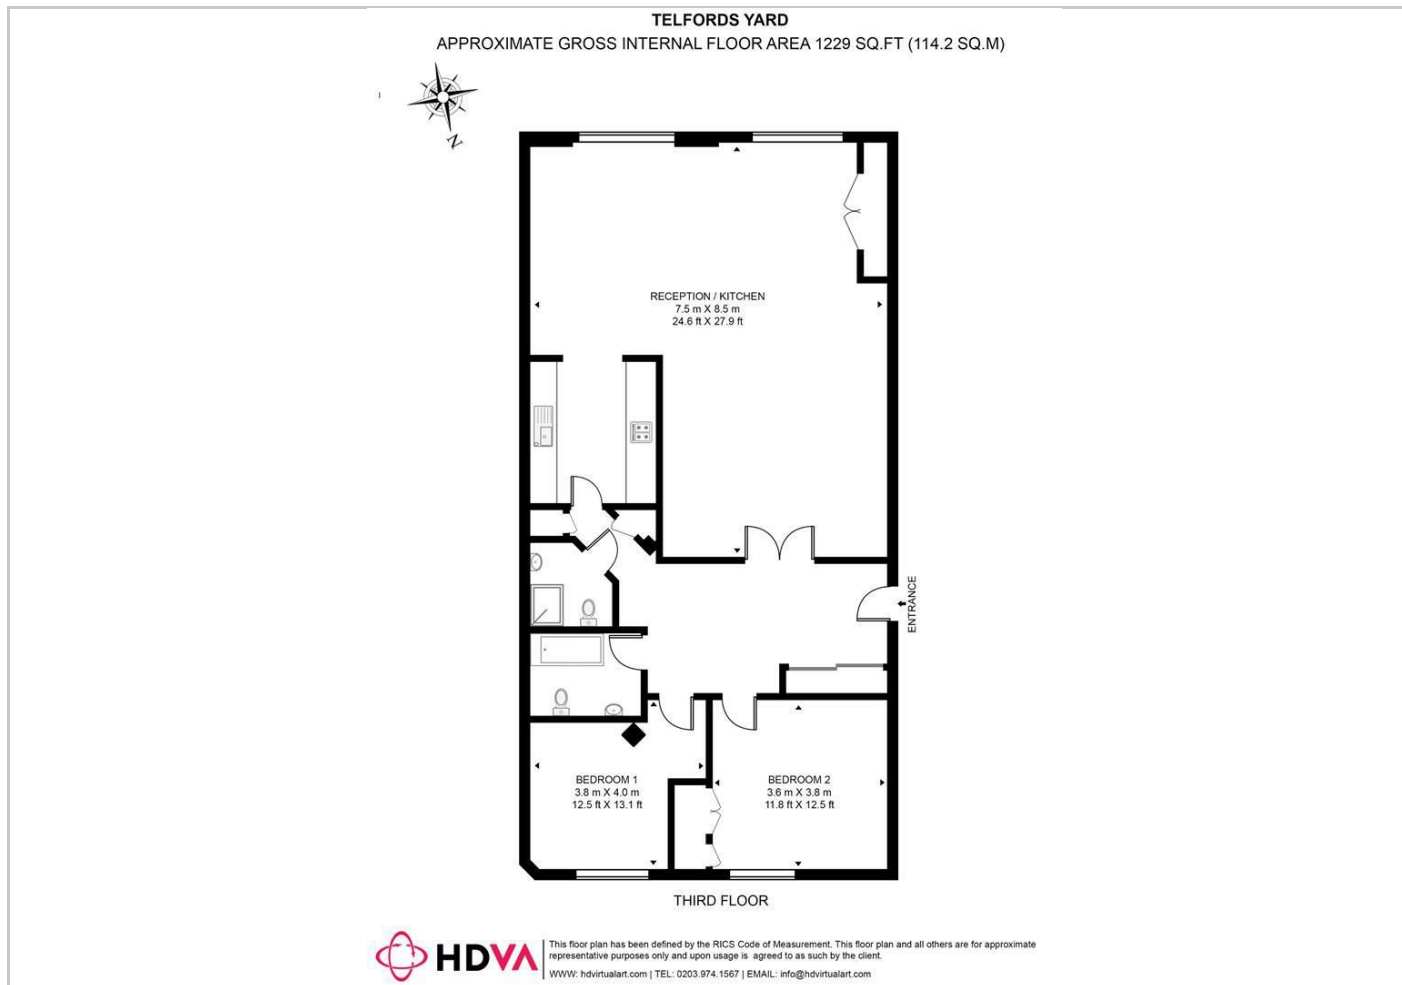 TELFORDS YARD
APPROXIMATE GROSS INTERNAL FLOOR AREA 1229 SQ.FT (114.2 SQ.M)
N
RECEPTION / KITCHEN
7.5 m X 8.5 m
24.6 ft X 27.9 ft
ENTRANCE
BEDROOM 1
3.8 m X 4.0 m
12.5 ft X 13.1 ft
BEDROOM 2
3.6 m X 3.8 m
11.8 ft X 12.5 ft
THIRD FLOOR
HDVA
This floor plan has been defined by the RICS Code of Measurement. This floor plan and all others are for approximate
representative purposes only and upon usage is agreed to as such by the client.
WWW: hdvirtualart.com | TEL: 0203.974.1567 | EMAIL: info@hdvirtualart.com